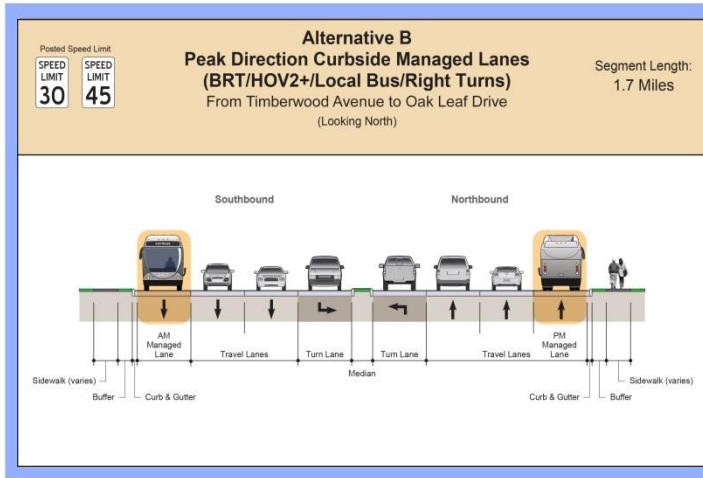 Posted Speed Limit
SPEED
LIMIT
30
SPEED
LIMIT
45
Alternative B
Peak Direction Curbside Managed Lanes
(BRT/HOV2+/Local Bus/Right Turns)
From Timberwood Avenue to Oak Leaf Drive
(Looking North)
Segment Length:
1.7 Miles
Southbound
Northbound
AM
Managed
Lane
Travel Lanes
Turn Lane
Median
Turn Lane
Travel Lanes
PM
Managed
Lane
Sidewalk (varies)
Buffer
Curb & Gutter
Curb & Gutter
Buffer
Sidewalk (varies)